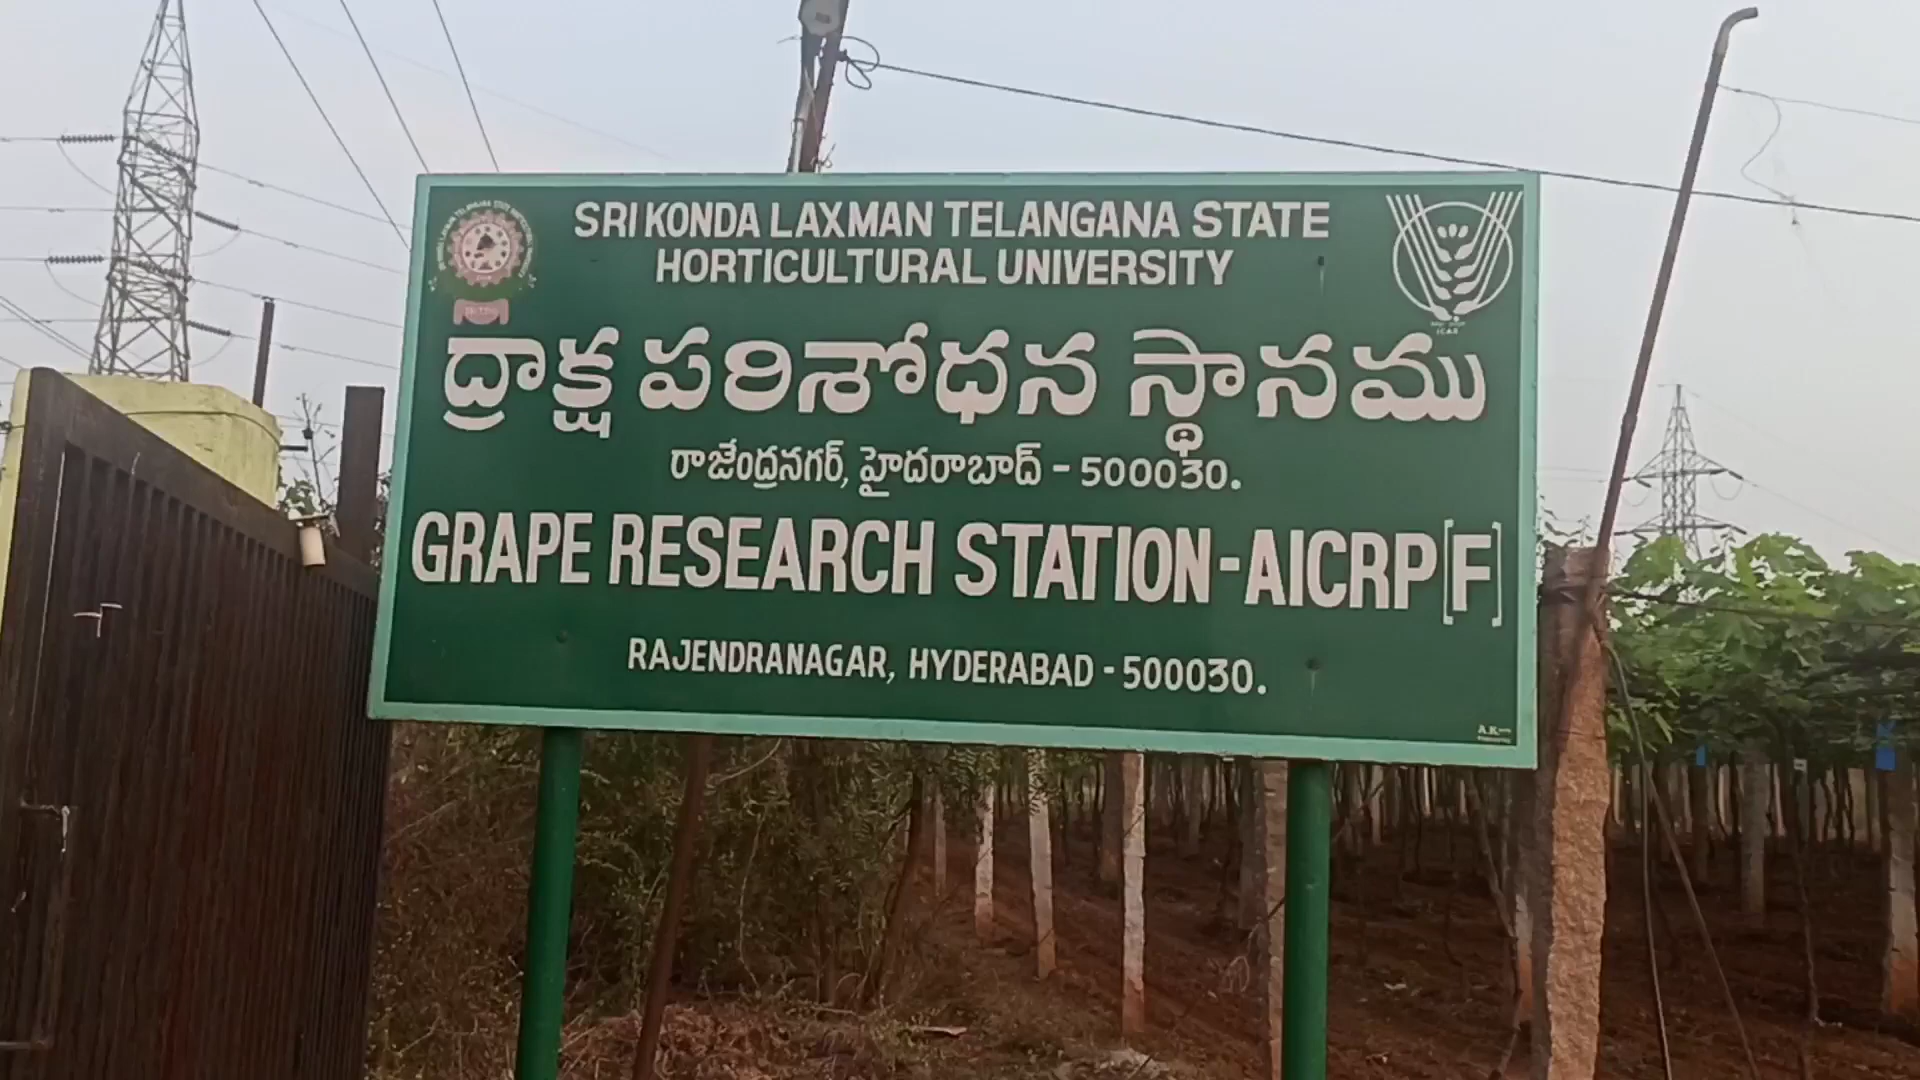 SRI KONDA LAXMAN TELANGANA STATE
HORTICULTURAL UNIVERSITY
ద్రాక్ష పరిశోధన స్థానము
రాజేంద్రనగర్, హైదరాబాద్ - 500030.
GRAPE RESEARCH STATION-AICRP[F]
RAJENDRANAGAR, HYDERABAD - 500030.
ICAR
A.K